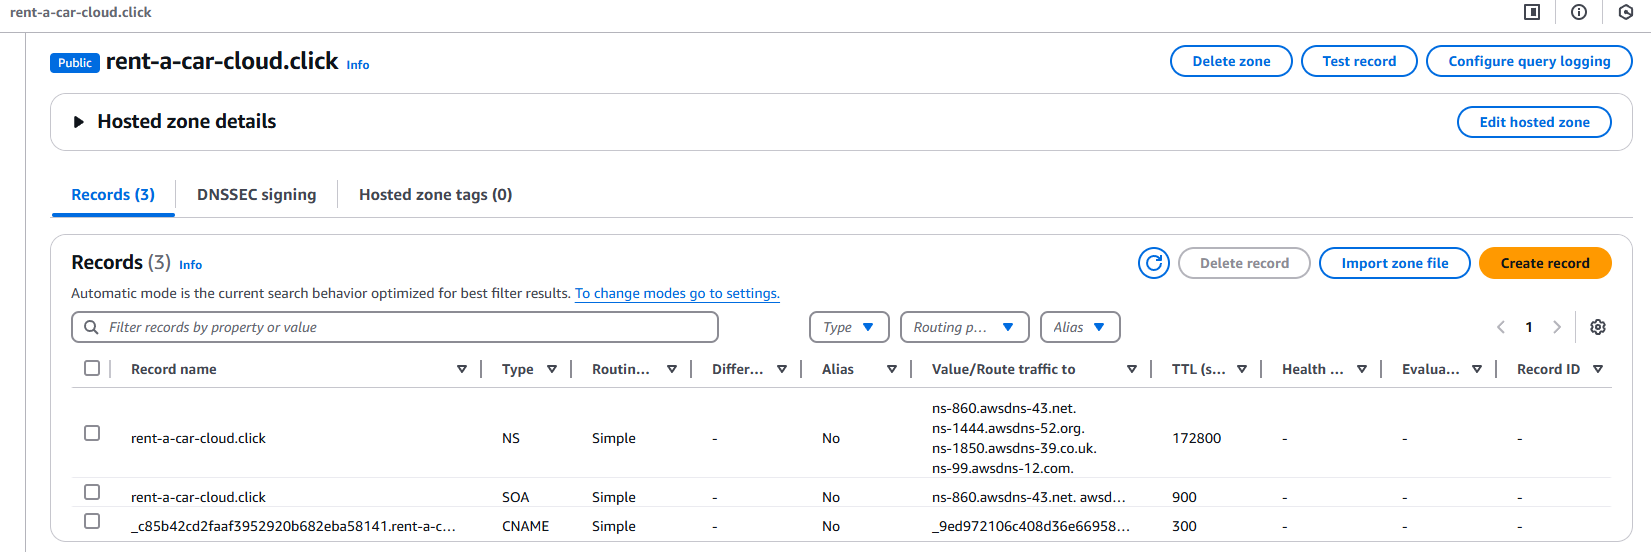 rent-a-car-cloud.click
Public rent-a-car-cloud.click Info
Delete zone Test record Configure query logging
Hosted zone details
Edit hosted zone
Records (3) DNSSEC signing Hosted zone tags (0)
Records (3) Info
Delete record Import zone file Create record
Automatic mode is the current search behavior optimized for best filter results. To change modes go to settings.
Filter records by property or value Type Routing p... Alias 1
Record name Type Routin... Differ... Alias Value/Route traffic to TTL (s... Health ... Evalua... Record ID
ns-860.awsdns-43.net.
ns-1444.awsdns-52.org.
rent-a-car-cloud.click NS Simple - No 172800 - - -
ns-1850.awsdns-39.co.uk.
ns-99.awsdns-12.com.
rent-a-car-cloud.click SOA Simple - No ns-860.awsdns-43.net. awsd... 900 - - -
_c85b42cd2faaf3952920b682eba58141.rent-a-c... CNAME Simple - No _9ed972106c408d36e66958... 300 - - -